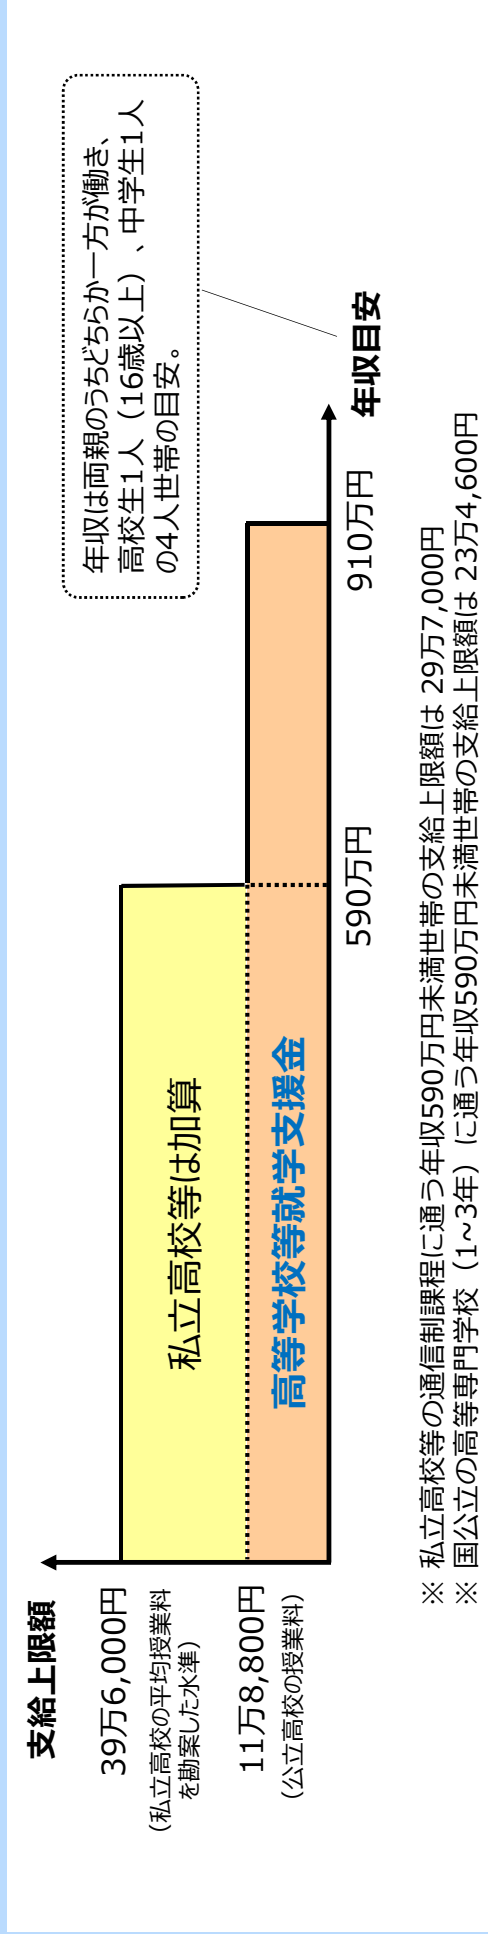 支給上限額
39万6,000円
（私立高校の平均授業料
を勘案した水準）
11万8,800円
（公立高校の授業料）
私立高校等は加算
高等学校等就学支援金
590万円
910万円
年収目安
年収は両親のうちどちらか一方が働き、
高校生1人（16歳以上）、中学生1人
の4人世帯の目安。
※ 私立高校等の通信制課程に通う年収590万円未満世帯の支給上限額は 29万7,000円
※ 国公立の高等専門学校（1~3年）に通う年収590万円未満世帯の支給上限額は 23万4,600円